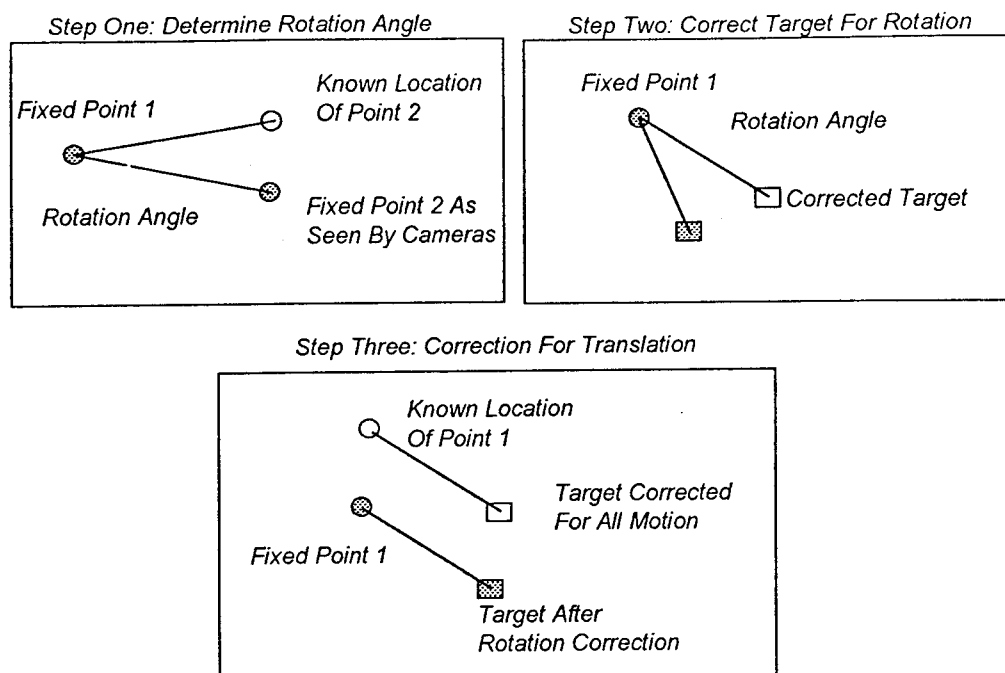 Step One: Determine Rotation Angle
Known Location
Of Point 2
Fixed Point 1
Rotation Angle
Fixed Point 2 As
Seen By Cameras
Step Two: Correct Target For Rotation
Fixed Point 1
Rotation Angle
Corrected Target
Step Three: Correction For Translation
Known Location
Of Point 1
Target Corrected
For All Motion
Fixed Point 1
Target After
Rotation Correction